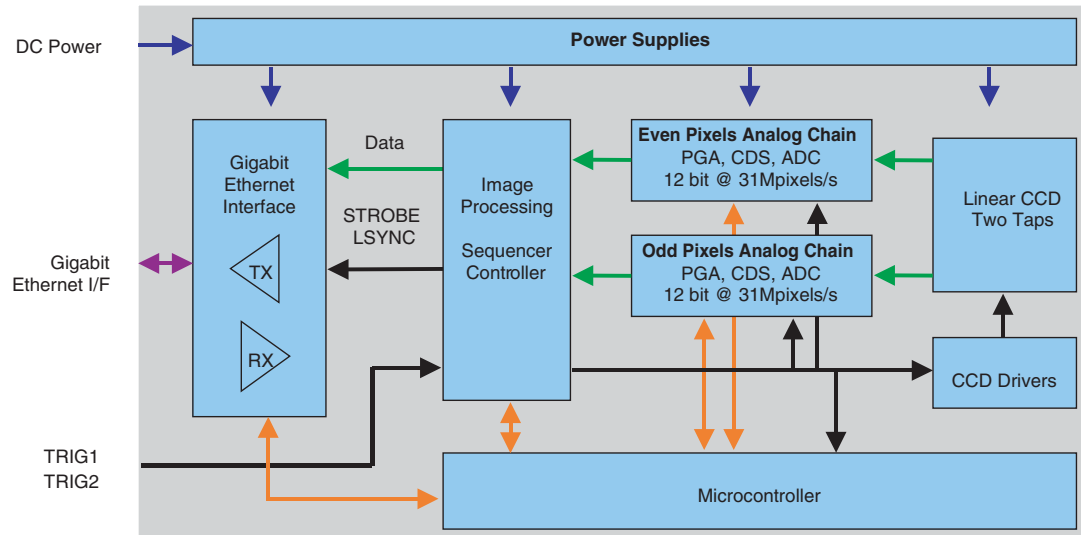 DC Power
Power Supplies
Gigabit
Ethernet
Interface
TX
RX
Data
STROBE
LSYNC
Image
Processing
Sequencer
Controller
Even Pixels Analog Chain
PGA, CDS, ADC
12 bit @ 31Mpixels/s
Odd Pixels Analog Chain
PGA, CDS, ADC
12 bit @ 31Mpixels/s
Linear CCD
Two Taps
CCD Drivers
Gigabit
Ethernet I/F
TRIG1
TRIG2
Microcontroller